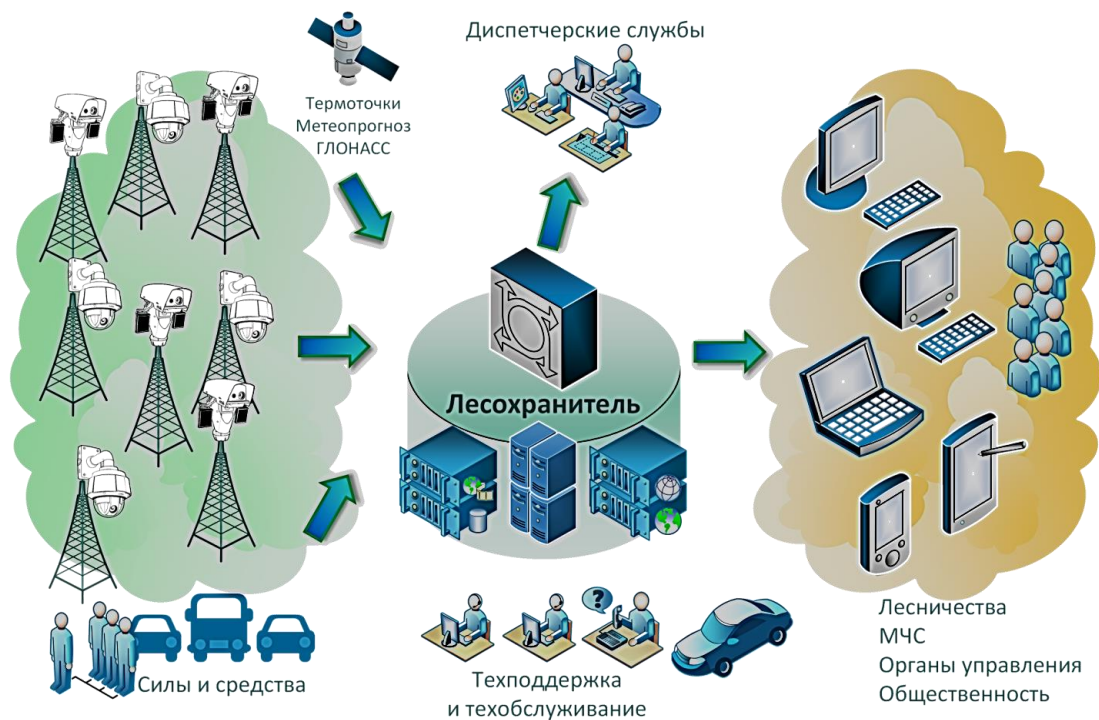 Диспетчерские службы
Термоточки
Метеопрогноз
ГЛОНАСС
Лесохранитель
?
Силы и средства
Техподдержка
и техобслуживание
Лесничества
МЧС
Органы управления
Общественность